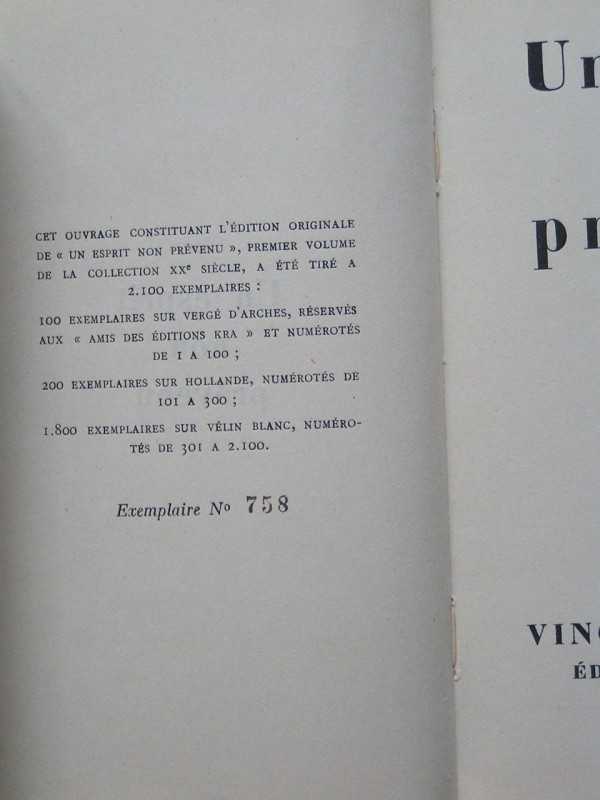 CET OUVRAGE CONSTITUANT L'ÉDITION ORIGINALE
DE « UN ESPRIT NON PRÉVENU », PREMIER VOLUME
DE LA COLLECTION XXe SIÈCLE, A ÉTÉ TIRÉ A
2.100 EXEMPLAIRES :
100 EXEMPLAIRES SUR VERGÉ D'ARCHES, RÉSERVÉS
AUX « AMIS DES ÉDITIONS KRA » ET NUMÉROTÉS
DE 1 A 100 ;
200 EXEMPLAIRES SUR HOLLANDE, NUMÉROTÉS DE
101 A 300 ;
1.800 EXEMPLAIRES SUR VÉLIN BLANC, NUMÉRO-
TÉS DE 301 A 2.100.
Exemplaire No 758
Un
pr
VING
ÉD